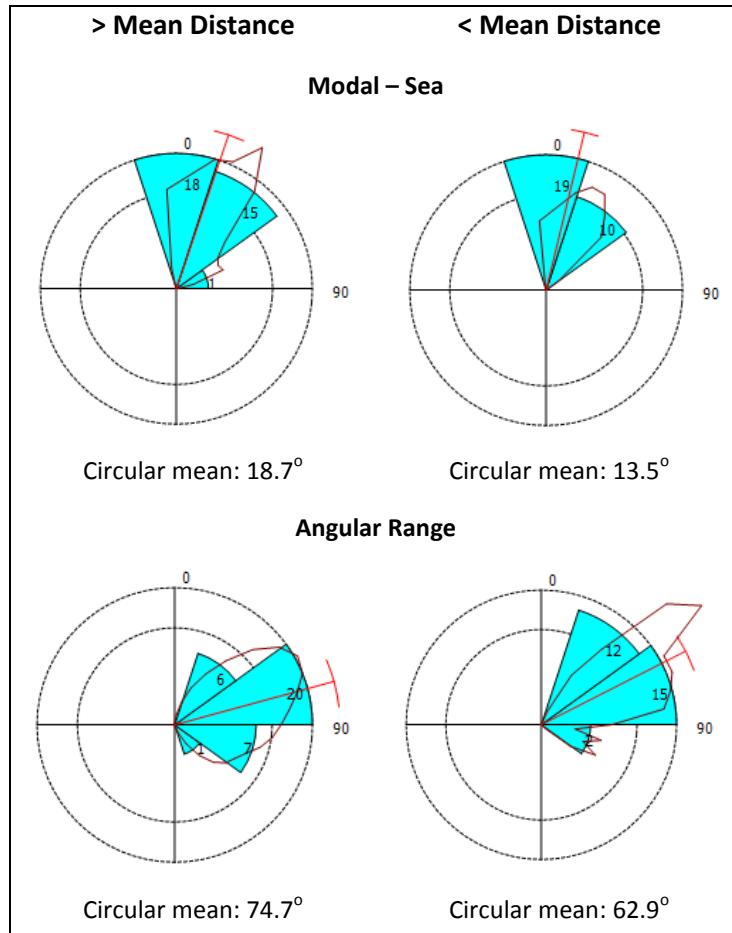 > Mean Distance < Mean Distance
Modal – Sea
0 0
18 19
15 10
1
90 90
Circular mean: 18.7° Circular mean: 13.5°
Angular Range
0 0
6 12
20 15
90 90
1 7 2
Circular mean: 74.7° Circular mean: 62.9°